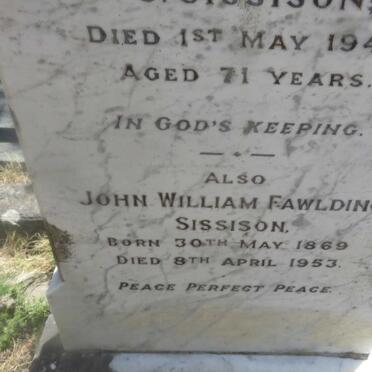 SISSISON,
DIED 1ST MAY 194
AGED 71 YEARS.
IN GOD'S KEEPING.
ALSO
JOHN WILLIAM FAWLDING
SISSISON,
BORN 30TH MAY 1869
DIED 8TH APRIL 1953.
PEACE PERFECT PEACE.